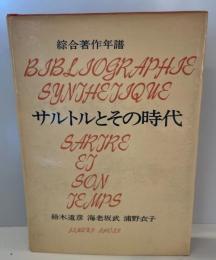 綜合著作年譜
BIBLIOGRAPHIE
SYNTHETIQUE
サルトルとその時代
SARTRE
ET
SON
TEMPS
鈴木道彦 海老坂武 浦野衣子